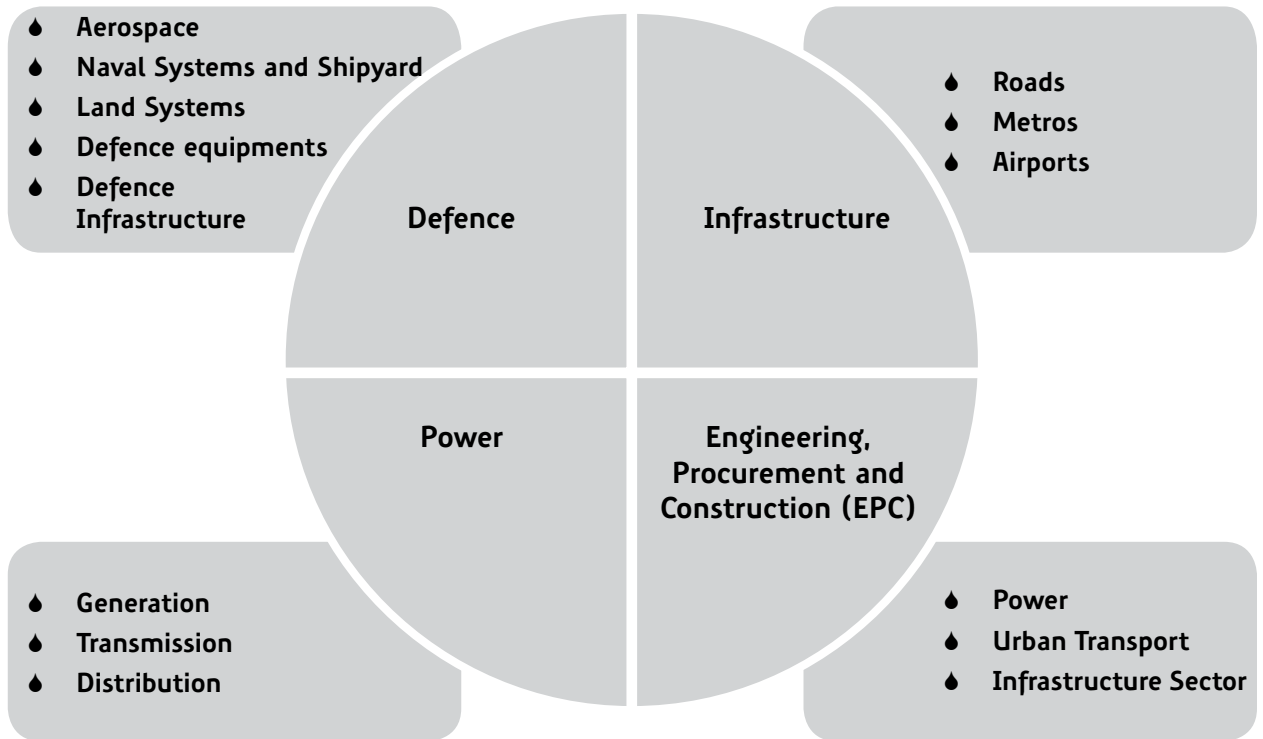 Aerospace
Naval Systems and Shipyard
Land Systems
Defence equipments
Defence
Infrastructure
Defence
Roads
Metros
Airports
Infrastructure
Power
Generation
Transmission
Distribution
Engineering,
Procurement and
Construction (EPC)
Power
Urban Transport
Infrastructure Sector